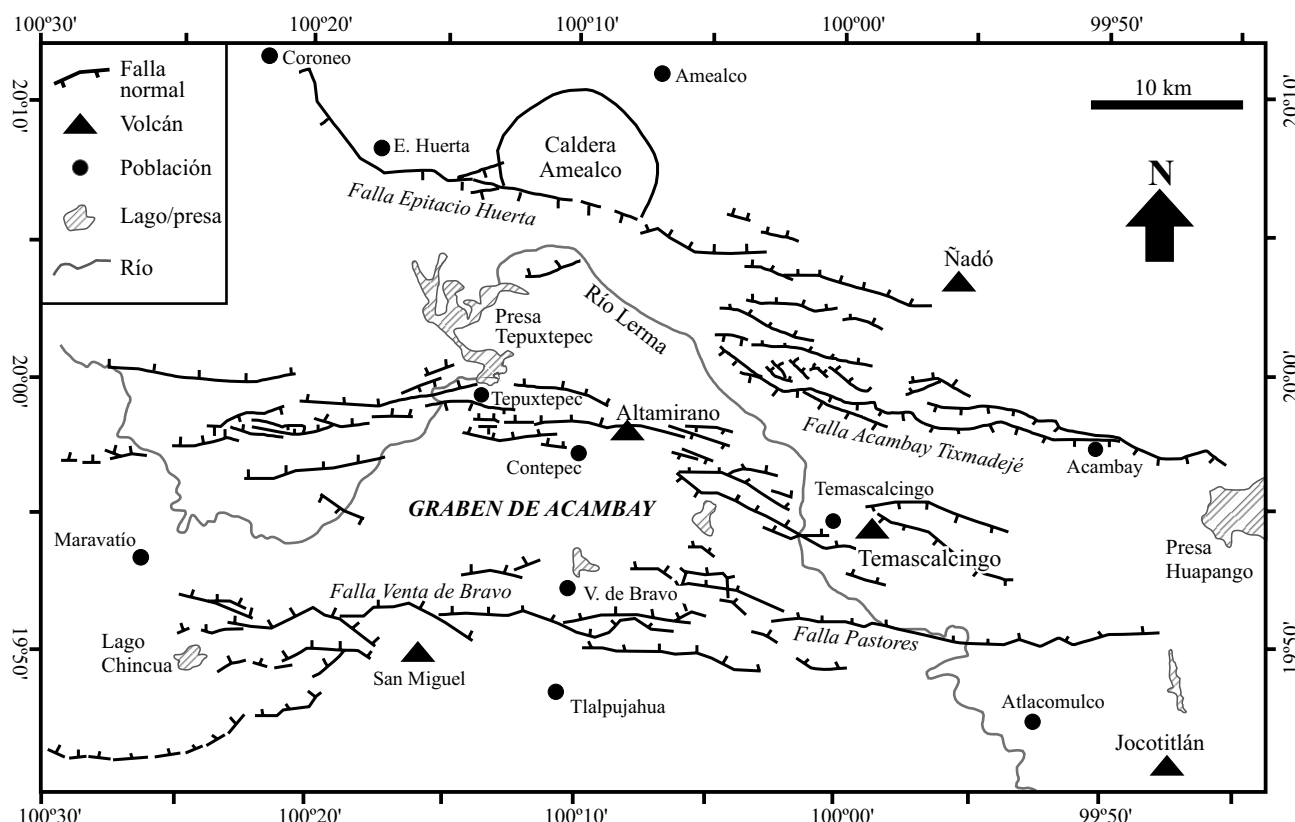 100º30'
100º20'
100º10'
100º00'
99º50'
20º10'
20º00'
19º50'
Falla
normal
Volcán
Población
Lago/presa
Río
Coroneo
Amealco
10 km
20º10'
E. Huerta
Caldera
Amealco
N
Falla Epitacio Huerta
Ñadó
Río Lerma
Presa
Tepuxtepec
20º00'
Tepuxtepec
Altamirano
Falla Acambay Tixmadejé
Acambay
Contepec
Temascalcingo
GRABEN DE ACAMBAY
Maravatío
Temascalcingo
Presa
Huapango
Falla Venta de Bravo
V. de Bravo
Falla Pastores
19º50'
Lago
Chincua
San Miguel
Tlalpujahua
Atlacomulco
Jocotitlán
100º30'
100º20'
100º10'
100º00'
99º50'